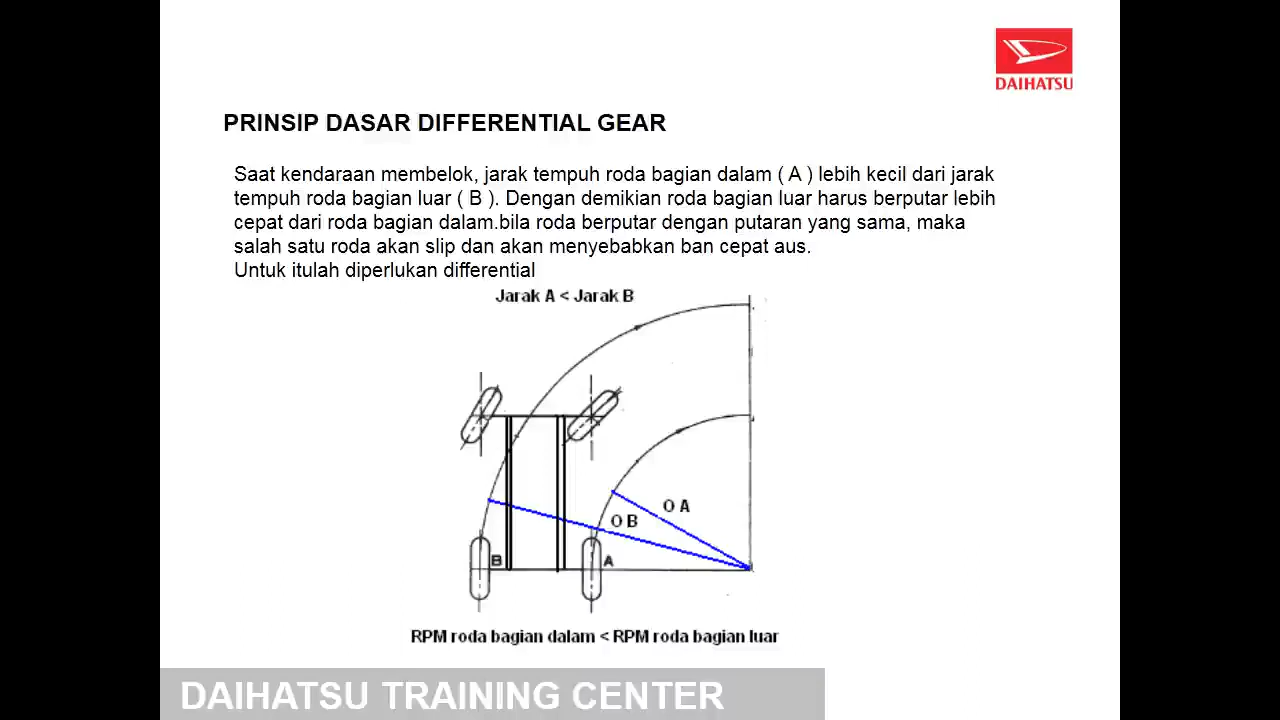 DAIHATSU
PRINSIP DASAR DIFFERENTIAL GEAR
Saat kendaraan membelok, jarak tempuh roda bagian dalam ( A ) lebih kecil dari jarak
tempuh roda bagian luar ( B ). Dengan demikian roda bagian luar harus berputar lebih
cepat dari roda bagian dalam.bila roda berputar dengan putaran yang sama, maka
salah satu roda akan slip dan akan menyebabkan ban cepat aus.
Untuk itulah diperlukan differential
Jarak A < Jarak B
O A
O B
B
A
RPM roda bagian dalam < RPM roda bagian luar
DAIHATSU TRAINING CENTER